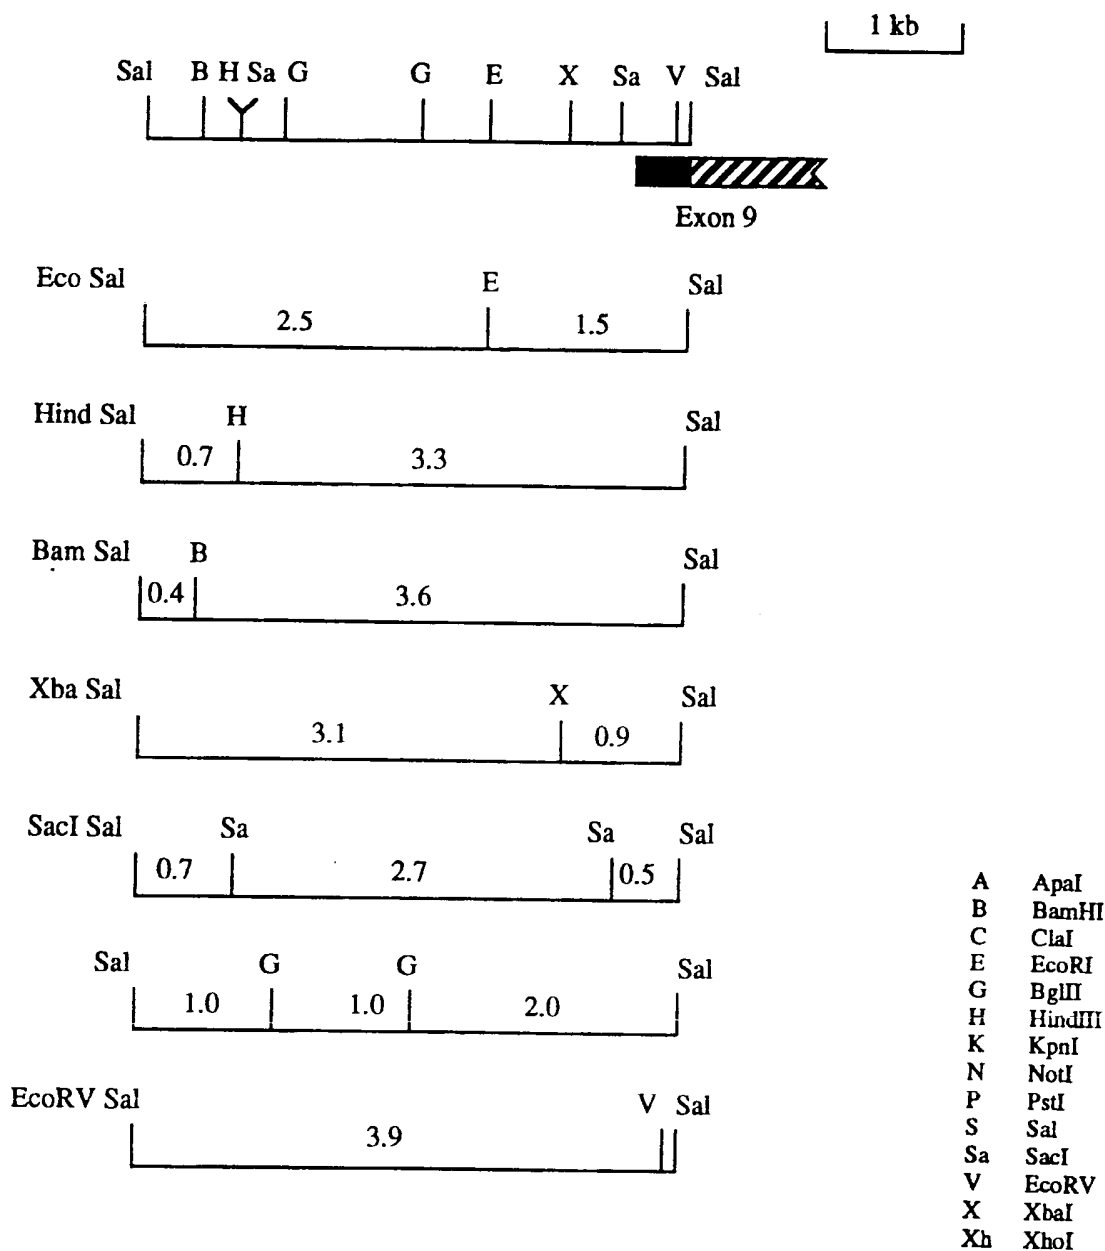 1 kb
Sal B H Sa G G E X Sa V Sal
Exon 9
Eco Sal E Sal
2.5 1.5
Hind Sal H Sal
0.7 3.3
Bam Sal B Sal
0.4 3.6
Xba Sal X Sal
3.1 0.9
SacI Sal Sa Sa Sal
0.7 2.7 0.5
Sal G G Sal
1.0 1.0 2.0
EcoRV Sal V Sal
3.9
A ApaI
B BamHI
C ClaI
E EcoRI
G BglII
H HindIII
K KpnI
N NotI
P PstI
S Sal
Sa SacI
V EcoRV
X XbaI
Xh XhoI